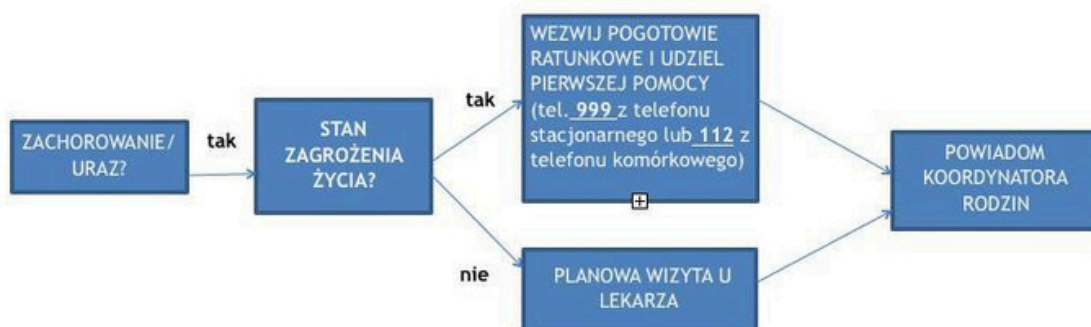 ZACHOROWANIE/
URAZ?
tak
STAN
ZAGROŻENIA
ŻYCIA?
tak
WEZWIJ POGOTOWIE
RATUNKOWE I UDZIEL
PIERWSZEJ POMOCY
(tel. 999 z telefonu
stacjonarnego lub 112 z
telefonu komórkowego)
nie
PLANOWA WIZYTA U
LEKARZA
POWIADOM
KOORDYNATORA
RODZIN